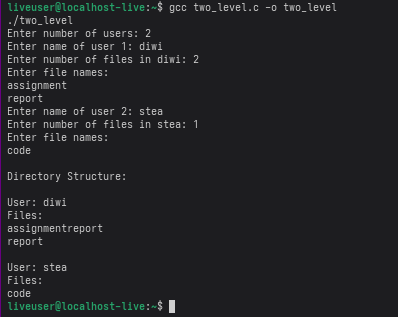 liveuser@localhost-live:~$ gcc two_level.c -o two_level
./two_level
Enter number of users: 2
Enter name of user 1: diwi
Enter number of files in diwi: 2
Enter file names:
assignment
report
Enter name of user 2: stea
Enter number of files in stea: 1
Enter file names:
code
Directory Structure:
User: diwi
Files:
assignmentreport
report
User: stea
Files:
code
liveuser@localhost-live:~$